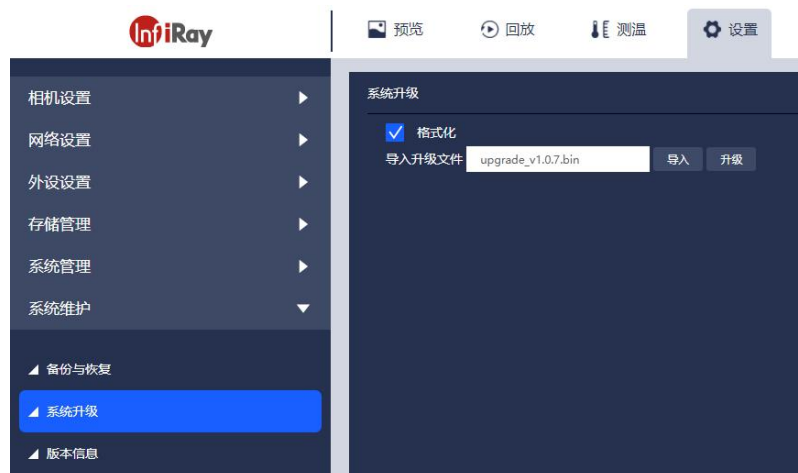 InfiRay
预览
回放
测温
设置
相机设置
网络设置
外设设置
存储管理
系统管理
系统维护
备份与恢复
系统升级
版本信息
系统升级
格式化
导入升级文件 upgrade_v1.0.7.bin 导入 升级